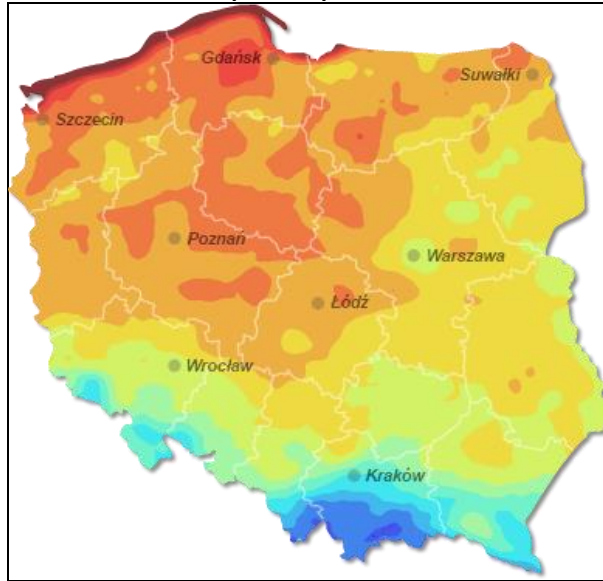 Gdańsk
Suwałki
Szczecin
Poznań
Warszawa
Łódź
Wrocław
Kraków